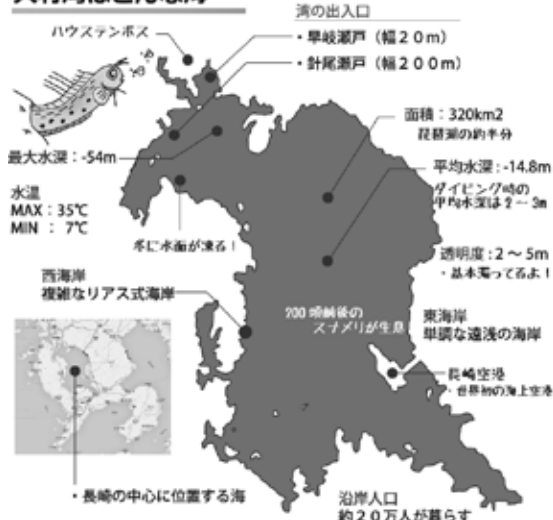 湾の出入口
ハウステンボス
・早岐瀬戸（幅２０ｍ）
・針尾瀬戸（幅２００ｍ）
面積：320km2
琵琶湖の約半分
最大水深：-54m
平均水深：-14.8m
ダイビング時の
平均水深は２〜３m
水温
MAX：35℃
MIN ： 7℃
冬に水面が凍る！
透明度：２〜５m
・基本濁ってるよ！
西海岸
複雑なリアス式海岸
200頭前後の
スナメリが生息
東海岸
単調な遠浅の海岸
長崎空港
・世界初の海上空港
・長崎の中心に位置する海
沿岸人口
約２０万人が暮らす